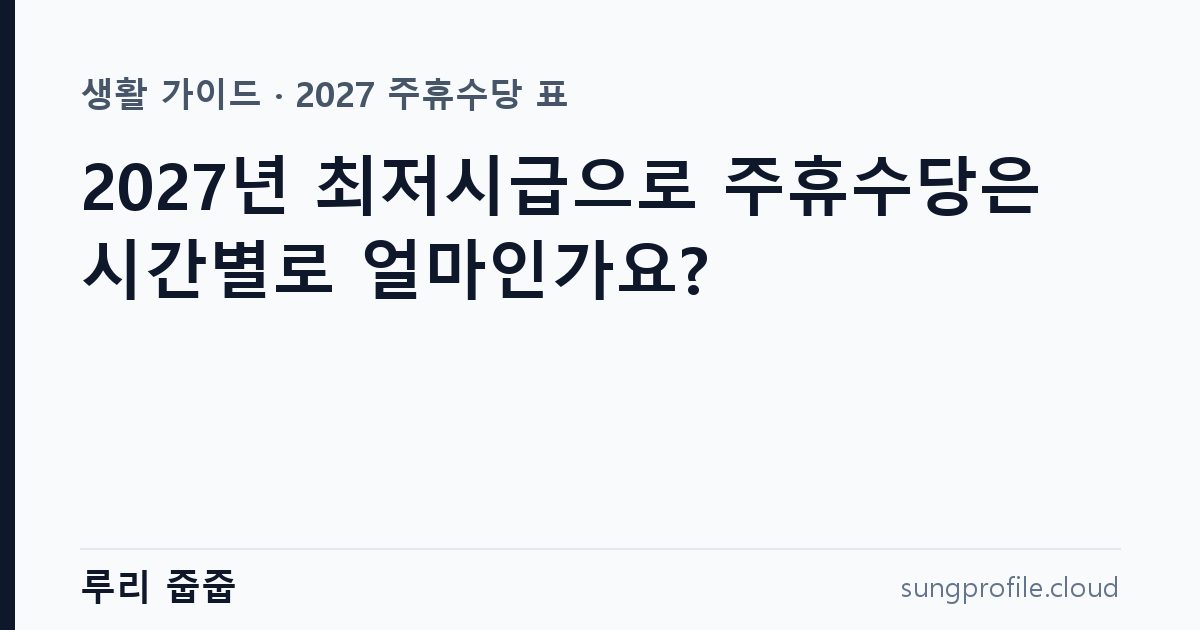 생활 가이드 · 2027 주휴수당 표
2027년 최저시급으로 주휴수당은
시간별로 얼마인가요?
루리 줍줍
sungprofile.cloud